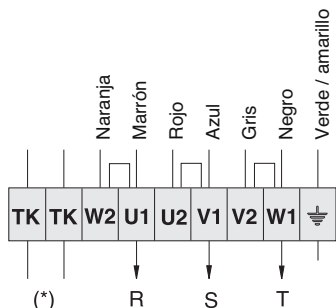 Naranja
Marrón
Rojo
Azul
Gris
Negro
Verde / amarillo
TK TK W2 U1 U2 V1 V2 W1
(*) R S T